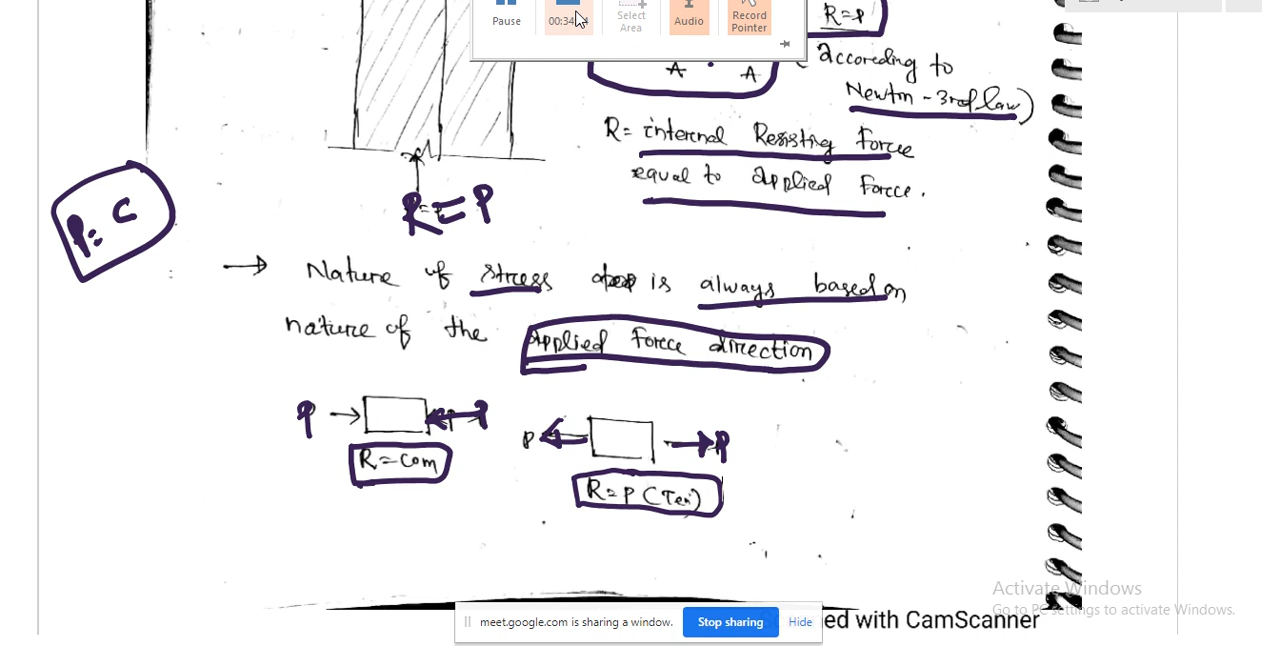 Pause
00:34
Select Area
Audio
Record Pointer
R=P
A A
(according to
Newton - 3rd law)
R= internal Resisting Force
equal to applied Force.
R=P
P: C
→ Nature of stress is always based on
nature of the applied Force direction
P → P
R=com
P P
R=P (Ten)
Activate Windows
Go to PC settings to activate Windows.
meet.google.com is sharing a window.
Stop sharing
Hide
ed with CamScanner